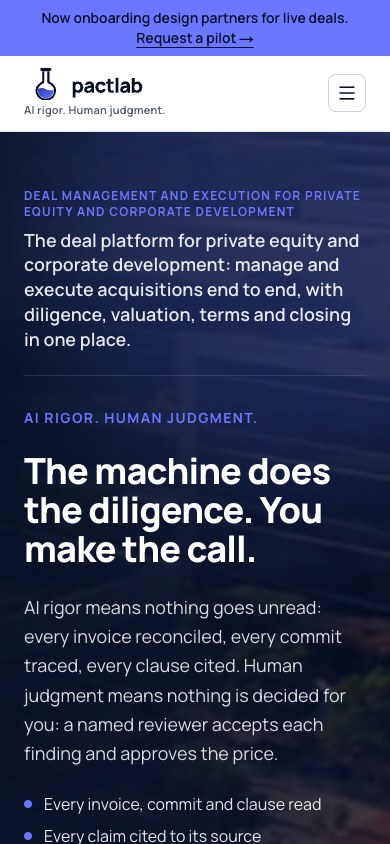 Now onboarding design partners for live deals.
Request a pilot →
pactlab
AI rigor. Human judgment.
DEAL MANAGEMENT AND EXECUTION FOR PRIVATE
EQUITY AND CORPORATE DEVELOPMENT
The deal platform for private equity and
corporate development: manage and
execute acquisitions end to end, with
diligence, valuation, terms and closing
in one place.
AI RIGOR. HUMAN JUDGMENT.
The machine does
the diligence. You
make the call.
AI rigor means nothing goes unread:
every invoice reconciled, every commit
traced, every clause cited. Human
judgment means nothing is decided for
you: a named reviewer accepts each
finding and approves the price.
Every invoice, commit and clause read
Every claim cited to its source